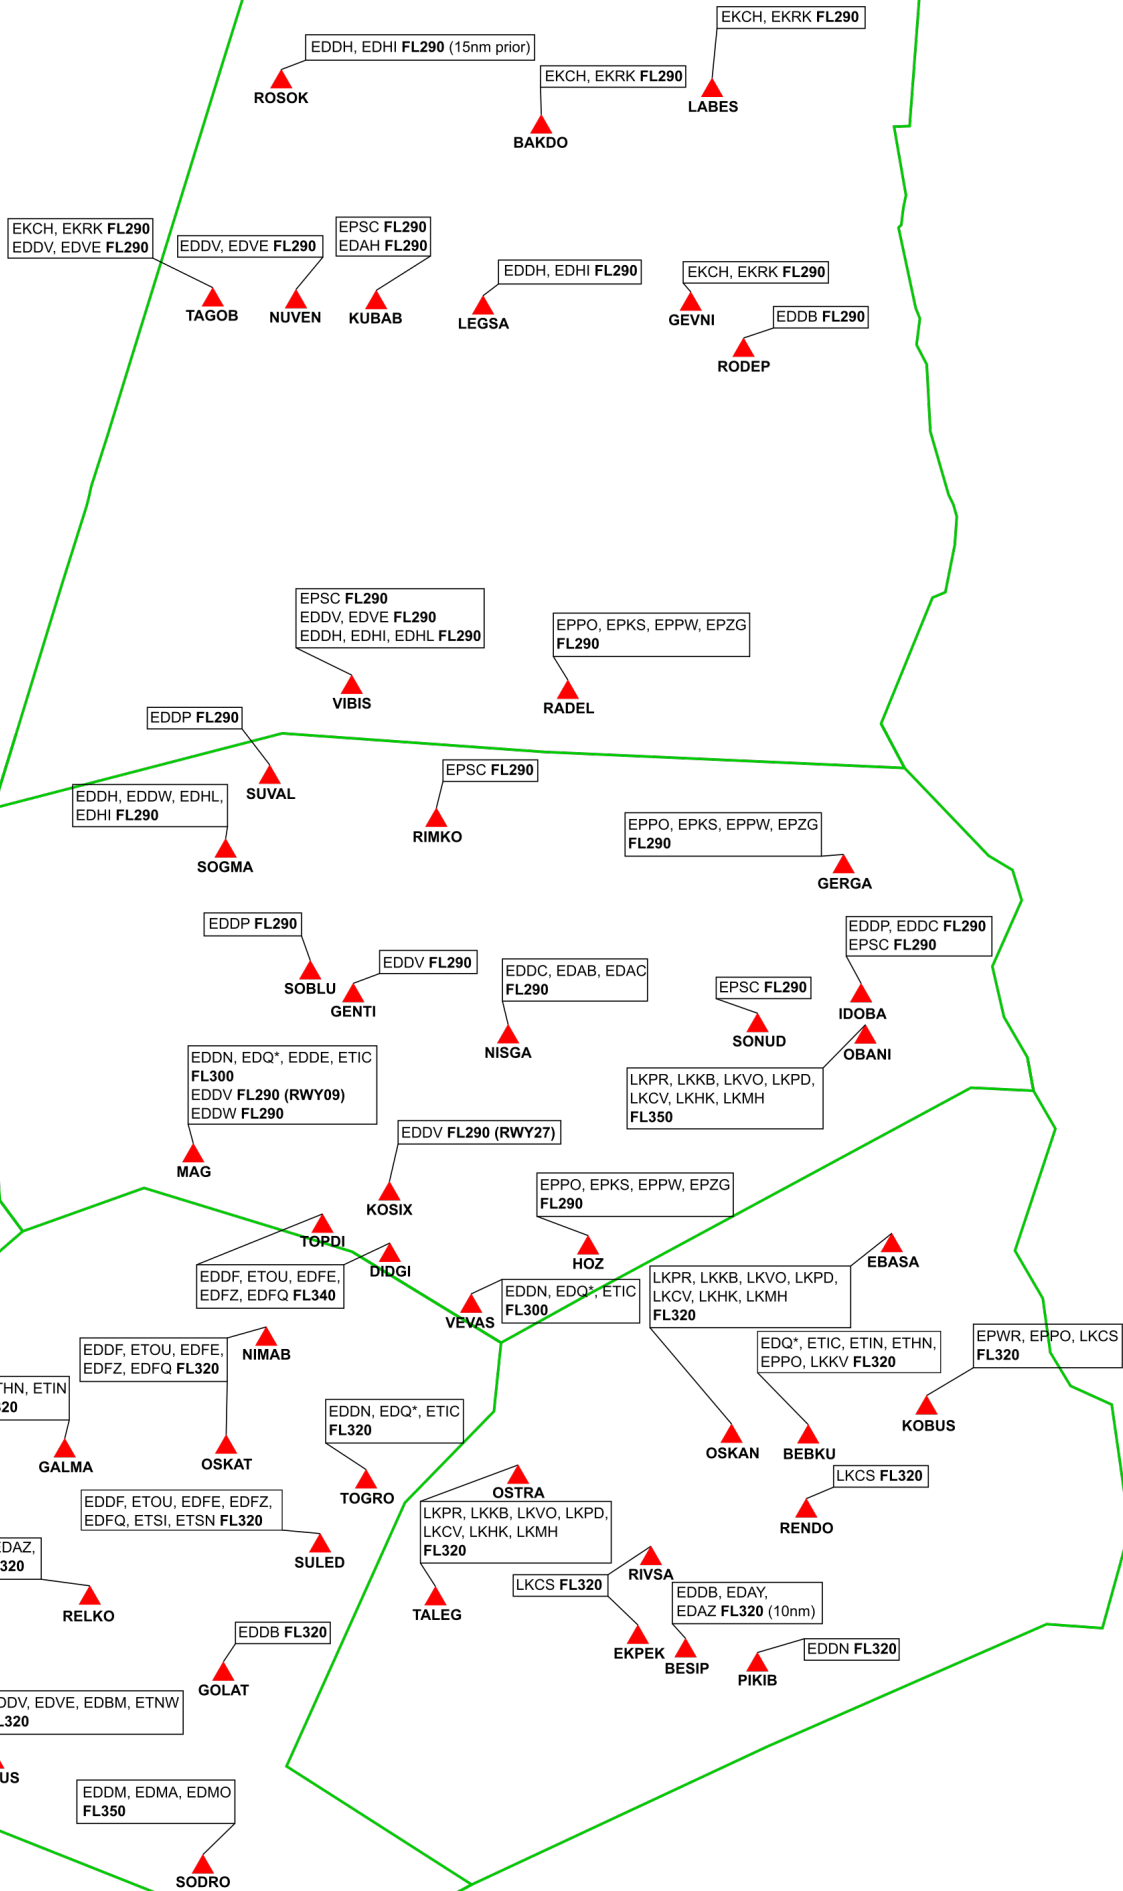 EKCH, EKRK FL290
LABES
EDDH, EDHI FL290 (15nm prior)
ROSOK
EKCH, EKRK FL290
BAKDO
EKCH, EKRK FL290
EDDV, EDVE FL290
TAGOB
EDDV, EDVE FL290
NUVEN
EPSC FL290
EDAH FL290
KUBAB
EDDH, EDHI FL290
LEGSA
EKCH, EKRK FL290
GEVNI
EDDB FL290
RODEP
EPSC FL290
EDDV, EDVE FL290
EDDH, EDHI, EDHL FL290
VIBIS
EPPO, EPKS, EPPW, EPZG
FL290
RADEL
EDDP FL290
SUVAL
EPSC FL290
RIMKO
EDDH, EDDW, EDHL,
EDHI FL290
SOGMA
EPPO, EPKS, EPPW, EPZG
FL290
GERGA
EDDP FL290
SOBLU
EDDV FL290
GENTI
EDDC, EDAB, EDAC
FL290
NISGA
EPSC FL290
SONUD
EDDP, EDDC FL290
EPSC FL290
IDOBA
OBANI
LKPR, LKKB, LKVO, LKPD,
LKCV, LKHK, LKMH
FL350
EDDN, EDQ*, EDDE, ETIC
FL300
EDDV FL290 (RWY09)
EDDW FL290
MAG
EDDV FL290 (RWY27)
KOSIX
EPPO, EPKS, EPPW, EPZG
FL290
HOZ
TOPDI
DIDGI
EDDF, ETOU, EDFE,
EDFZ, EDFQ FL340
EDDN, EDQ*, ETIC
FL300
VEVAS
EBASA
LKPR, LKKB, LKVO, LKPD,
LKCV, LKHK, LKMH
FL320
OSKAN
EDQ*, ETIC, ETIN, ETHN,
EPPO, LKKV FL320
BEBKU
EPWR, EPPO, LKCS
FL320
KOBUS
NIMAB
EDDF, ETOU, EDFE,
EDFZ, EDFQ FL320
OSKAT
THN, ETIN
20
GALMA
EDDN, EDQ*, ETIC
FL320
TOGRO
LKCS FL320
RENDO
OSTRA
LKPR, LKKB, LKVO, LKPD,
LKCV, LKHK, LKMH
FL320
TALEG
EDDF, ETOU, EDFE, EDFZ,
EDFQ, ETSI, ETSN FL320
SULED
EDAZ,
320
RELKO
RIVSA
LKCS FL320
EKPEK
EDDB, EDAY,
EDAZ FL320 (10nm)
BESIP
EDDN FL320
PIKIB
EDDB FL320
GOLAT
DDV, EDVE, EDBM, ETNW
L320
US
EDDM, EDMA, EDMO
FL350
SODRO